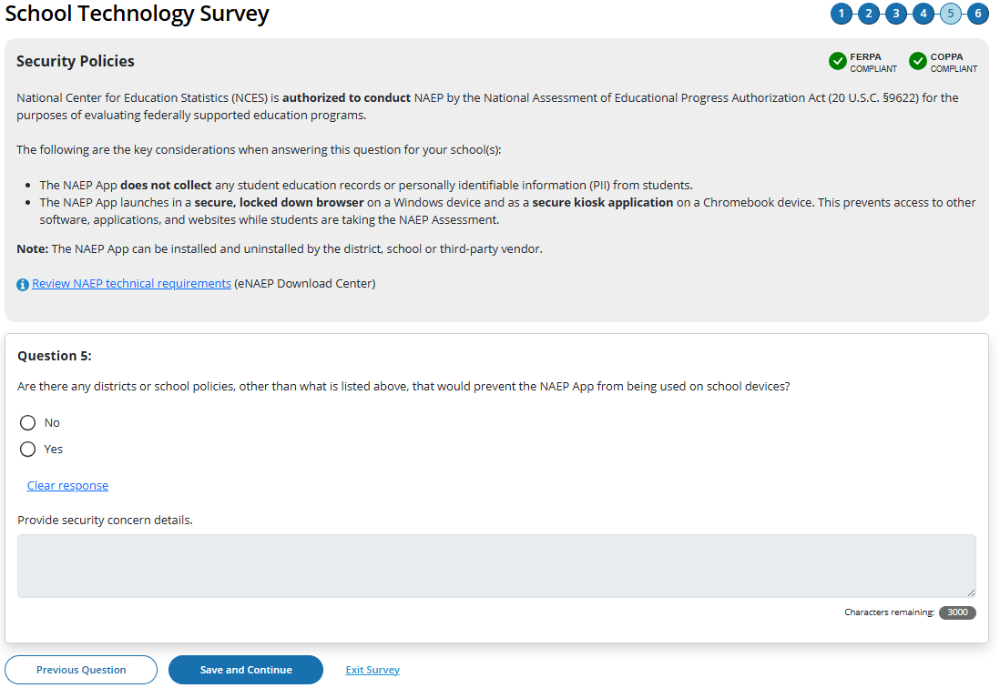 School Technology Survey
1 2 3 4 5 6
Security Policies
FERPA
COMPLIANT
COPPA
COMPLIANT
National Center for Education Statistics (NCES) is authorized to conduct NAEP by the National Assessment of Educational Progress Authorization Act (20 U.S.C. §9622) for the
purposes of evaluating federally supported education programs.
The following are the key considerations when answering this question for your school(s):
• The NAEP App does not collect any student education records or personally identifiable information (PII) from students.
• The NAEP App launches in a secure, locked down browser on a Windows device and as a secure kiosk application on a Chromebook device. This prevents access to other
software, applications, and websites while students are taking the NAEP Assessment.
Note: The NAEP App can be installed and uninstalled by the district, school or third-party vendor.
Review NAEP technical requirements (eNAEP Download Center)
Question 5:
Are there any districts or school policies, other than what is listed above, that would prevent the NAEP App from being used on school devices?
No
Yes
Clear response
Provide security concern details.
Characters remaining: 3000
Previous Question
Save and Continue
Exit Survey